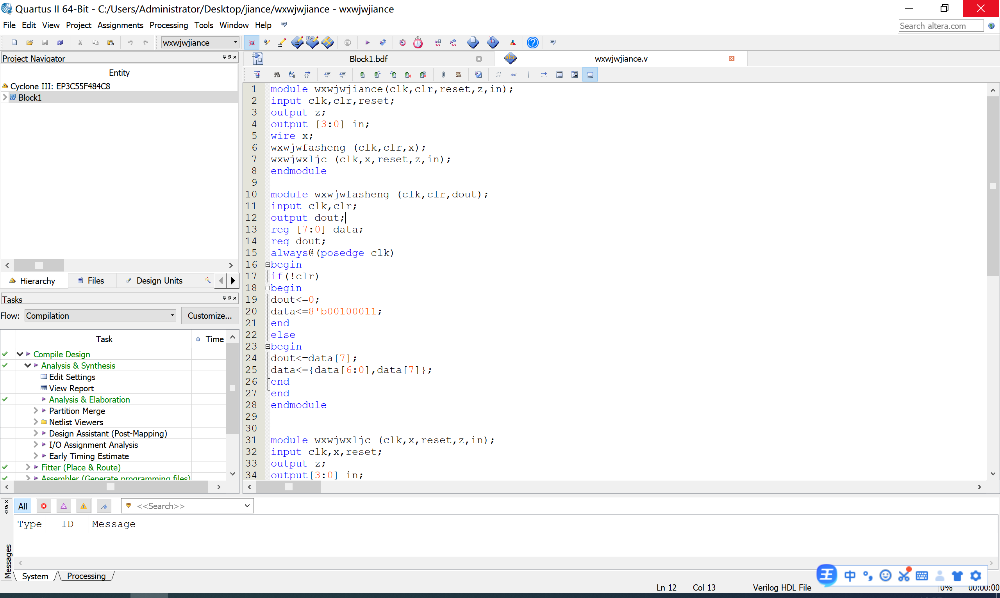 Quartus II 64-Bit - C:/Users/Administrator/Desktop/jiance/wxwjwjiance - wxwjwjiance
File Edit View Project Assignments Processing Tools Window Help
Search altera.com
wxwjwjiance
STOP
Project Navigator
Entity
Cyclone III: EP3C55F484C8
Block1
Hierarchy
Files
Design Units
Tasks
Flow: Compilation
Customize...
Task
Time
Compile Design
Analysis & Synthesis
Edit Settings
View Report
Analysis & Elaboration
Partition Merge
Netlist Viewers
Design Assistant (Post-Mapping)
I/O Assignment Analysis
Early Timing Estimate
Fitter (Place & Route)
Assembler (Generate programming files)
Block1.bdf
abc
wxwjwjiance.v
267
268
ab/
1 module wxwjwjiance(clk,clr,reset,z,in);
2 input clk,clr,reset;
3 output z;
4 output [3:0] in;
5 wire x;
6 wxwjwfasheng (clk,clr,x);
7 wxwjwxljc (clk,x,reset,z,in);
8 endmodule
9
10 module wxwjwfasheng (clk,clr,dout);
11 input clk,clr;
12 output dout;
13 reg [7:0] data;
14 reg dout;
15 always@(posedge clk)
16 begin
17 if(!clr)
18 begin
19 dout<=0;
20 data<=8'b00100011;
21 end
22 else
23 begin
24 dout<=data[7];
25 data<={data[6:0],data[7]};
26 end
27 end
28 endmodule
29
30
31 module wxwjwxljc (clk,x,reset,z,in);
32 input clk,x,reset;
33 output z;
34 output[3:0] in;
Messages
All
<<Search>>
Type ID Message
System
Processing
王 中
Ln 12 Col 13 Verilog HDL File 0% 00:00:00